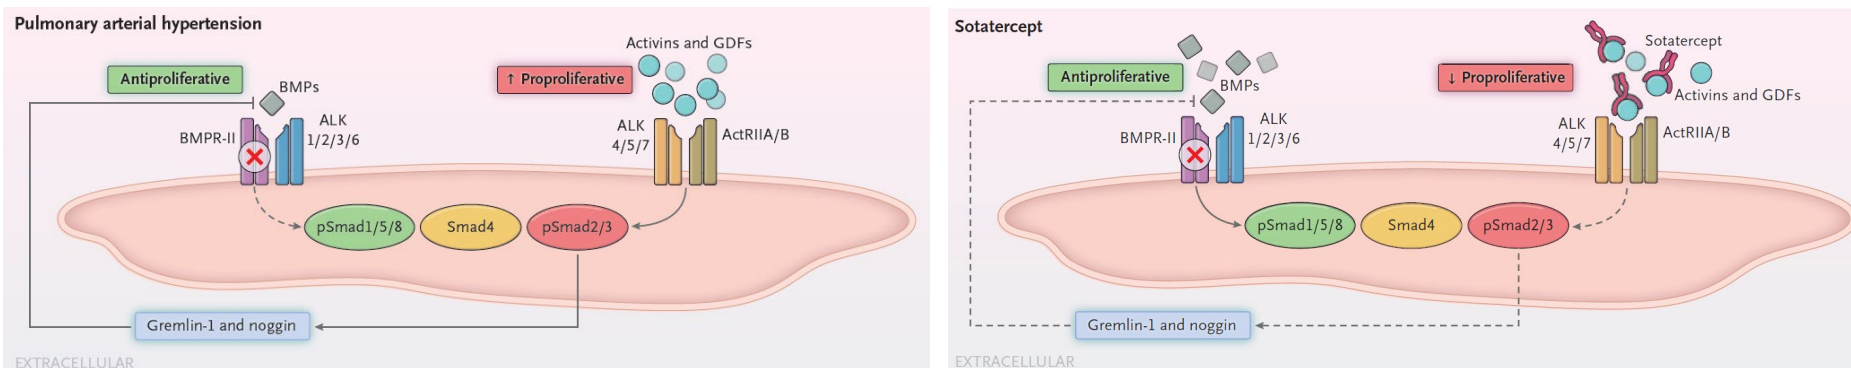 Pulmonary arterial hypertension
Activins and GDFs
Antiproliferative
↑ Proproliferative
BMPs
BMPR-II
ALK
1/2/3/6
ALK
4/5/7
ActRIIA/B
pSmad1/5/8
Smad4
pSmad2/3
Gremlin-1 and noggin
EXTRACELLULAR
Sotatercept
Sotatercept
Antiproliferative
↓ Proproliferative
BMPs
Activins and GDFs
BMPR-II
ALK
1/2/3/6
ALK
4/5/7
ActRIIA/B
pSmad1/5/8
Smad4
pSmad2/3
Gremlin-1 and noggin
EXTRACELLULAR